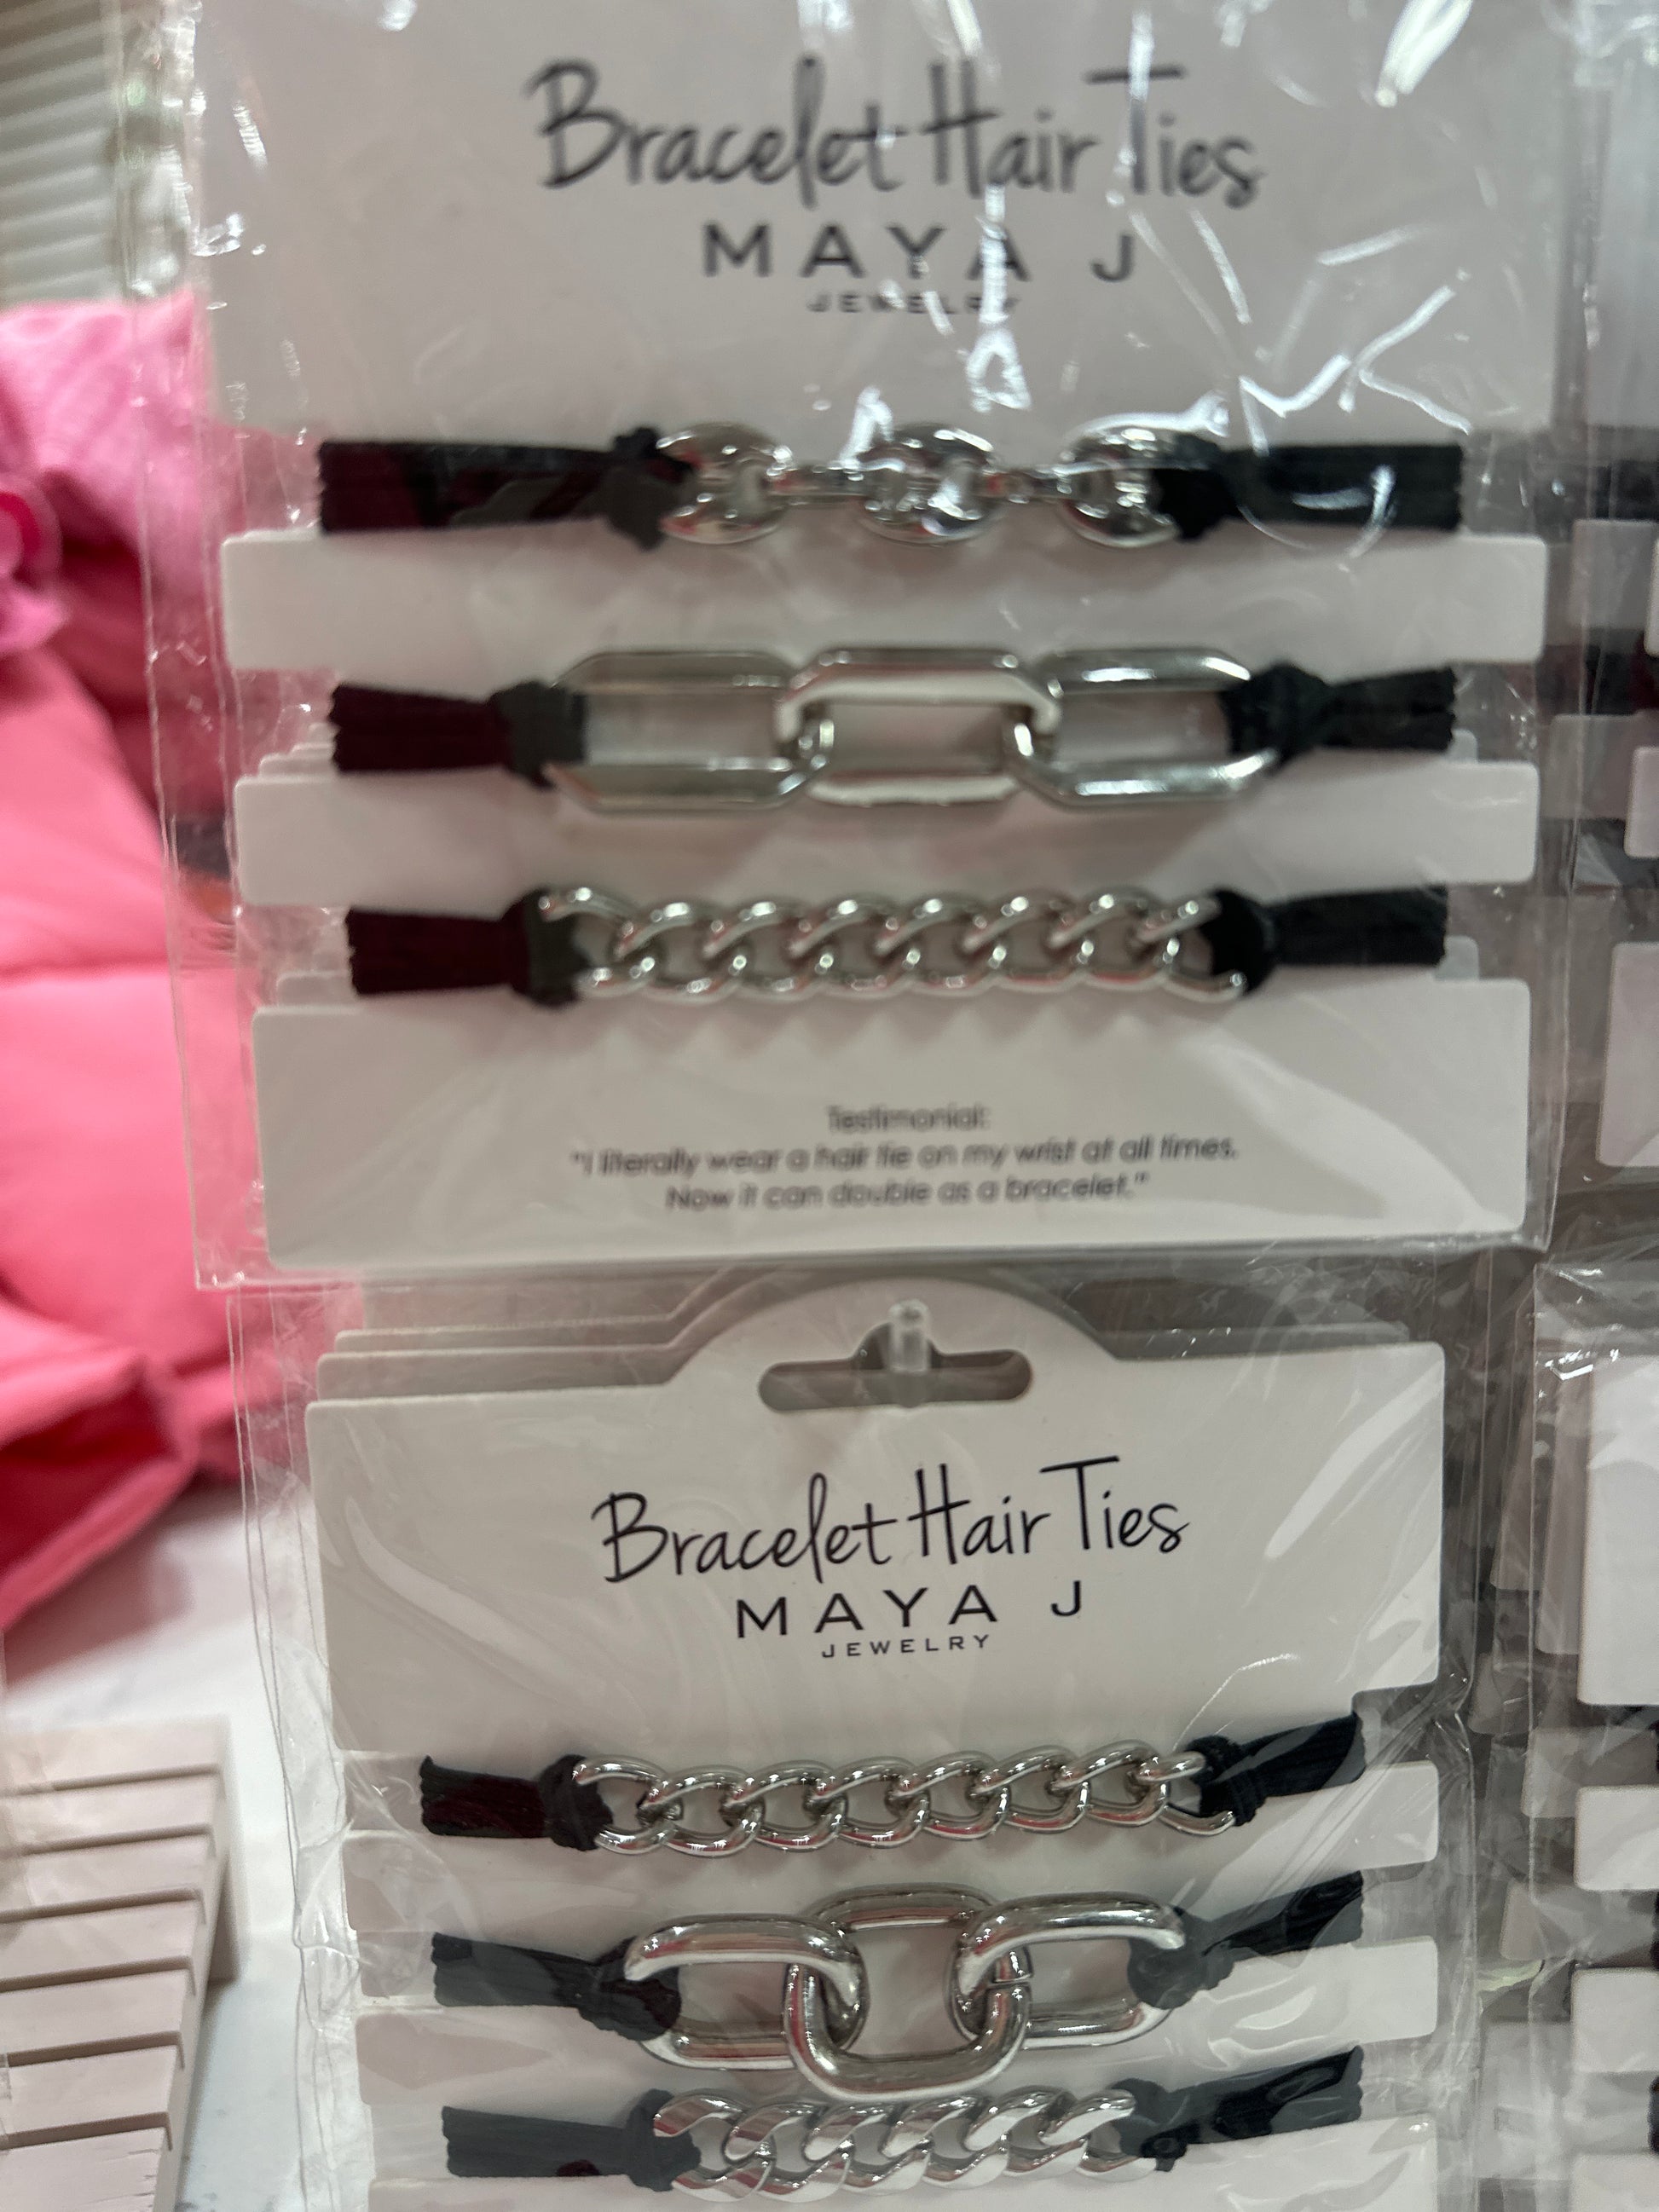 Bracelet Hair Ties
MAYA J
JEWELRY
Testimonial:
"I literally wear a hair tie on my wrist at all times.
Now it can double as a bracelet."
Bracelet Hair Ties
MAYA J
JEWELRY